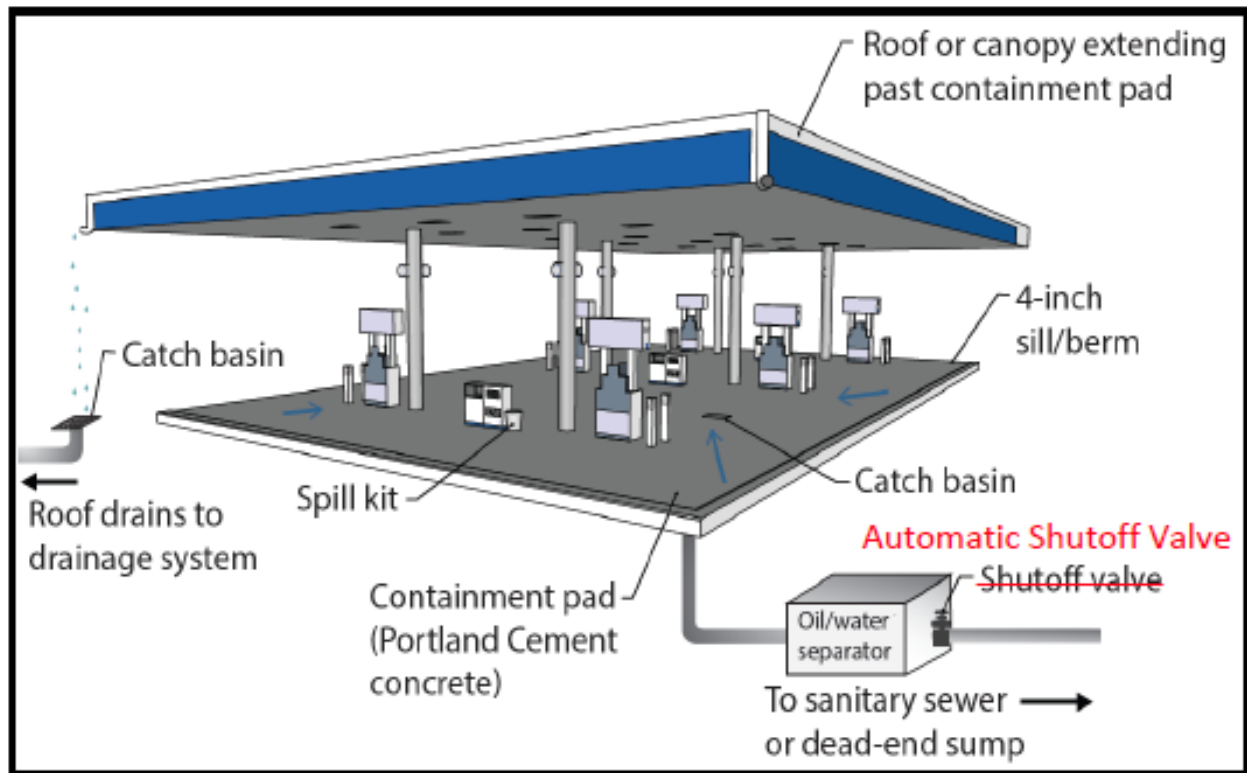 Roof or canopy extending
past containment pad
4-inch
sill/berm
Catch basin
Spill kit
Catch basin
Roof drains to
drainage system
Automatic Shutoff Valve
Shutoff valve
Containment pad
(Portland Cement
concrete)
Oil/water
separator
To sanitary sewer
or dead-end sump